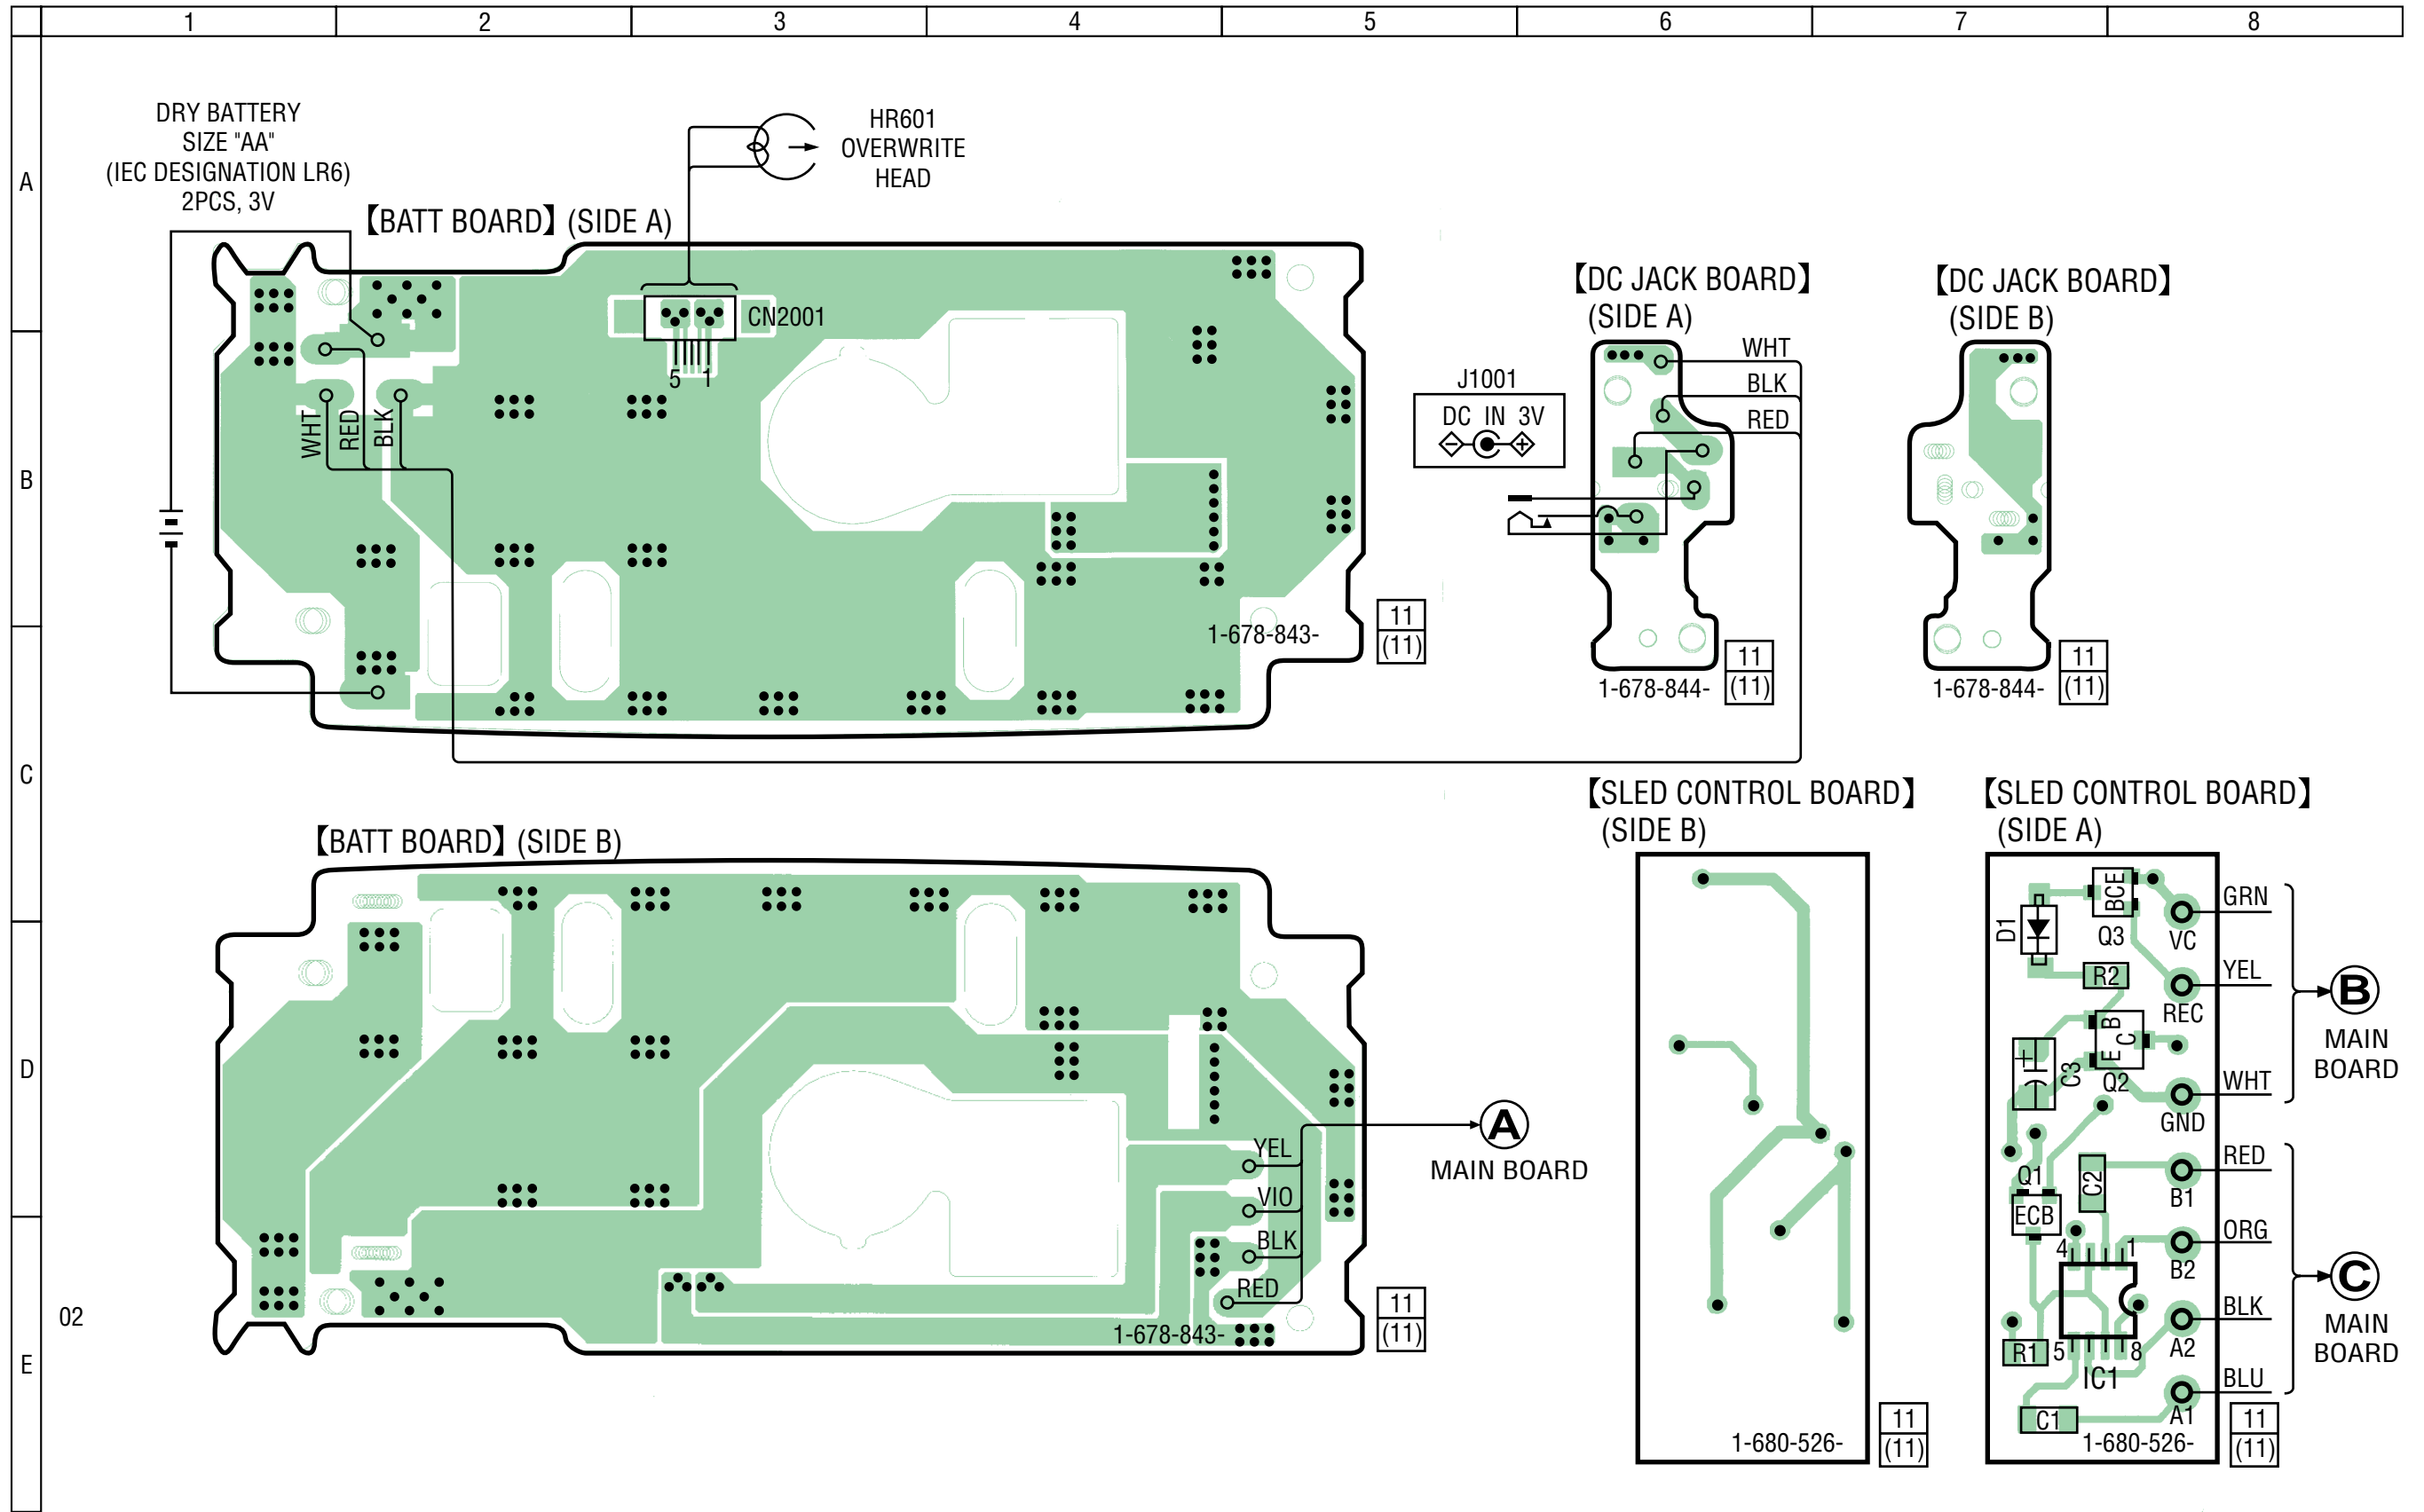 1 2 3 4 5 6 7 8
A
B
C
D
E
02
DRY BATTERY
SIZE "AA"
(IEC DESIGNATION LR6)
2PCS, 3V
HR601
OVERWRITE
HEAD
【BATT BOARD】 (SIDE A)
CN2001
5 1
WHT
RED
BLK
1-678-843-
11
(11)
【DC JACK BOARD】
(SIDE A)
WHT
BLK
RED
J1001
DC IN 3V
1-678-844-
11
(11)
【DC JACK BOARD】
(SIDE B)
1-678-844-
11
(11)
【BATT BOARD】 (SIDE B)
YEL
VIO
BLK
RED
A
MAIN BOARD
1-678-843-
11
(11)
【SLED CONTROL BOARD】
(SIDE B)
1-680-526-
11
(11)
【SLED CONTROL BOARD】
(SIDE A)
BCE
D1
Q3
VC
GRN
R2
YEL
REC
B
C
E
+
C3
Q2
WHT
GND
B
MAIN
BOARD
Q1
C2
RED
B1
ECB
ORG
4 1
B2
BLK
R1
5 8
A2
IC1
BLU
C1
A1
C
MAIN
BOARD
1-680-526-
11
(11)